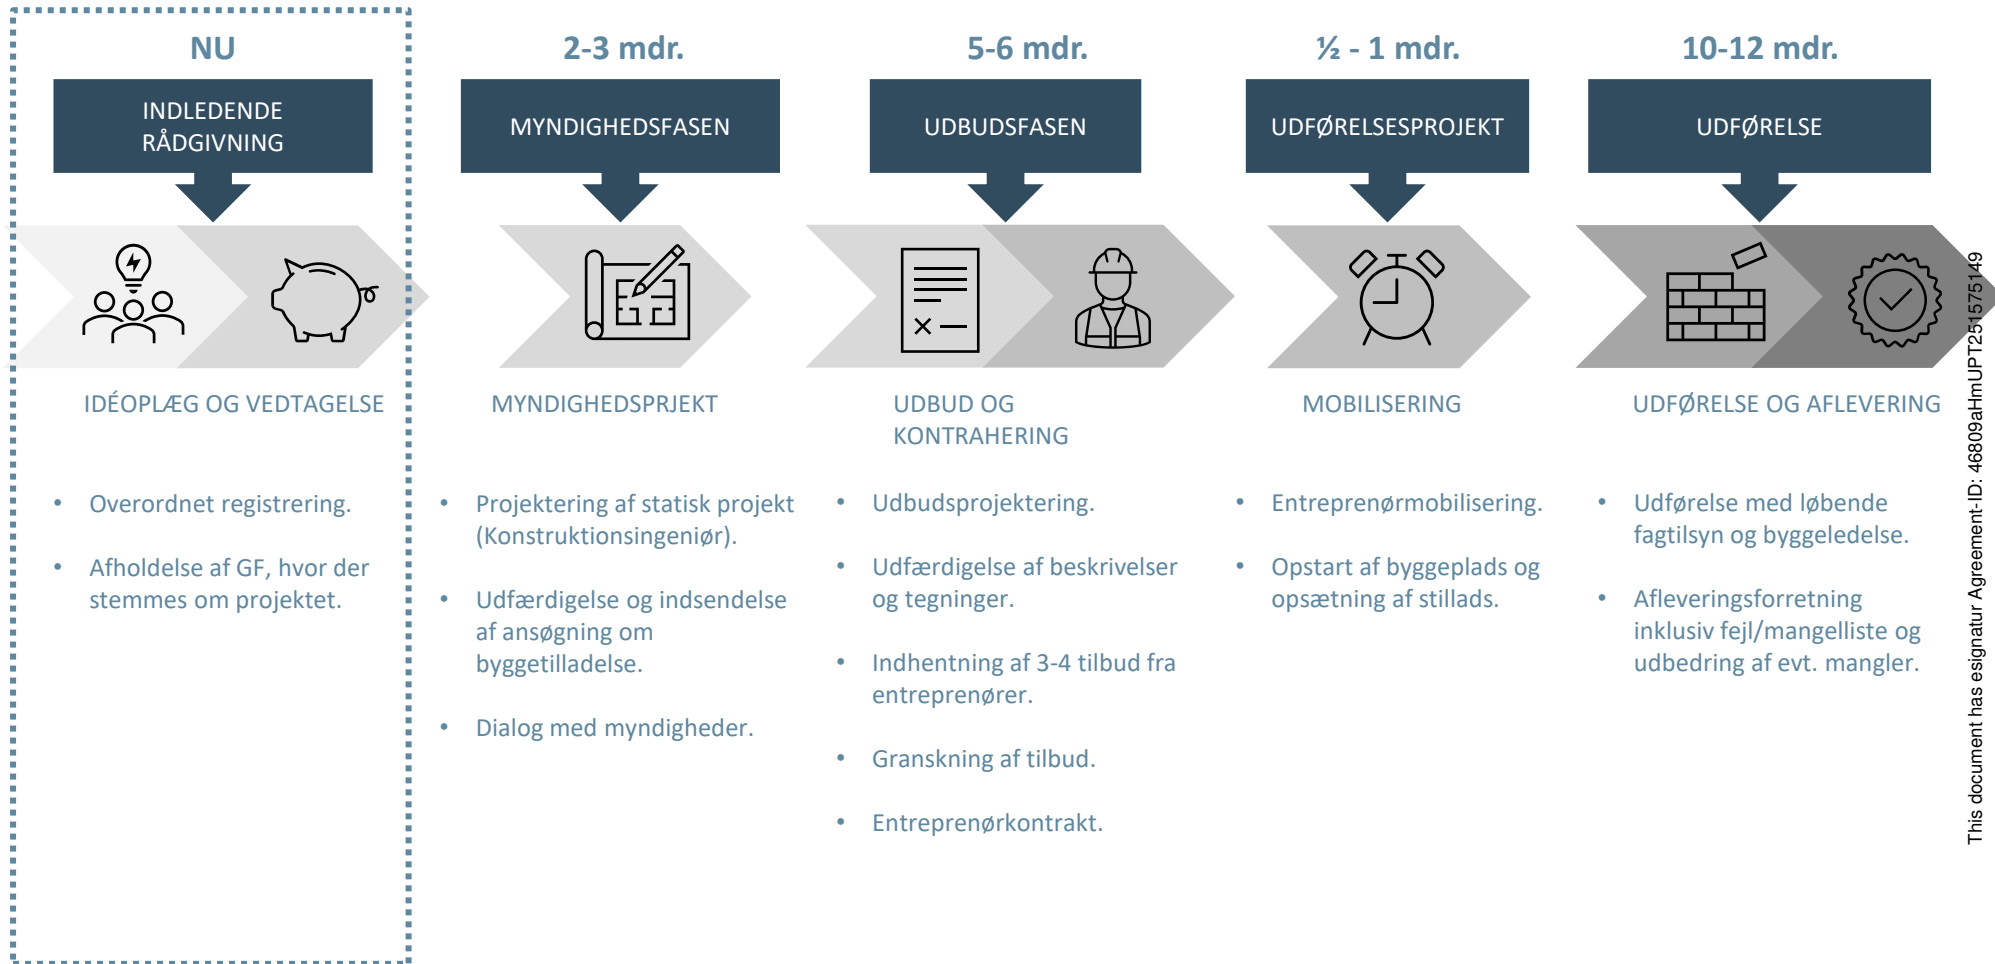 NU
INDLEDENDE
RÅDGIVNING
IDÉOPLÆG OG VEDTAGELSE
• Overordnet registrering.
• Afholdelse af GF, hvor der
stemmes om projektet.
2-3 mdr.
MYNDIGHEDSFASEN
MYNDIGHEDSPRJEKT
• Projektering af statisk projekt
(Konstruktionsingeniør).
• Udfærdigelse og indsendelse
af ansøgning om
byggetilladelse.
• Dialog med myndigheder.
5-6 mdr.
UDBUDSFASEN
UDBUD OG
KONTRAHERING
• Udbudsprojektering.
• Udfærdigelse af beskrivelser
og tegninger.
• Indhentning af 3-4 tilbud fra
entreprenører.
• Granskning af tilbud.
• Entreprenørkontrakt.
½ - 1 mdr.
UDFØRELSESPROJEKT
MOBILISERING
• Entreprenørmobilisering.
• Opstart af byggeplads og
opsætning af stillads.
10-12 mdr.
UDFØRELSE
UDFØRELSE OG AFLEVERING
• Udførelse med løbende
fagtilsyn og byggeledelse.
• Afleveringsforretning
inklusiv fejl/mangelliste og
udbedring af evt. mangler.
This document has esignatur Agreement-ID: 46809aHmUPT251575149